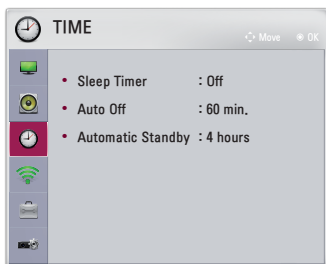 TIME
Move OK
• Sleep Timer : Off
• Auto Off : 60 min.
• Automatic Standby : 4 hours